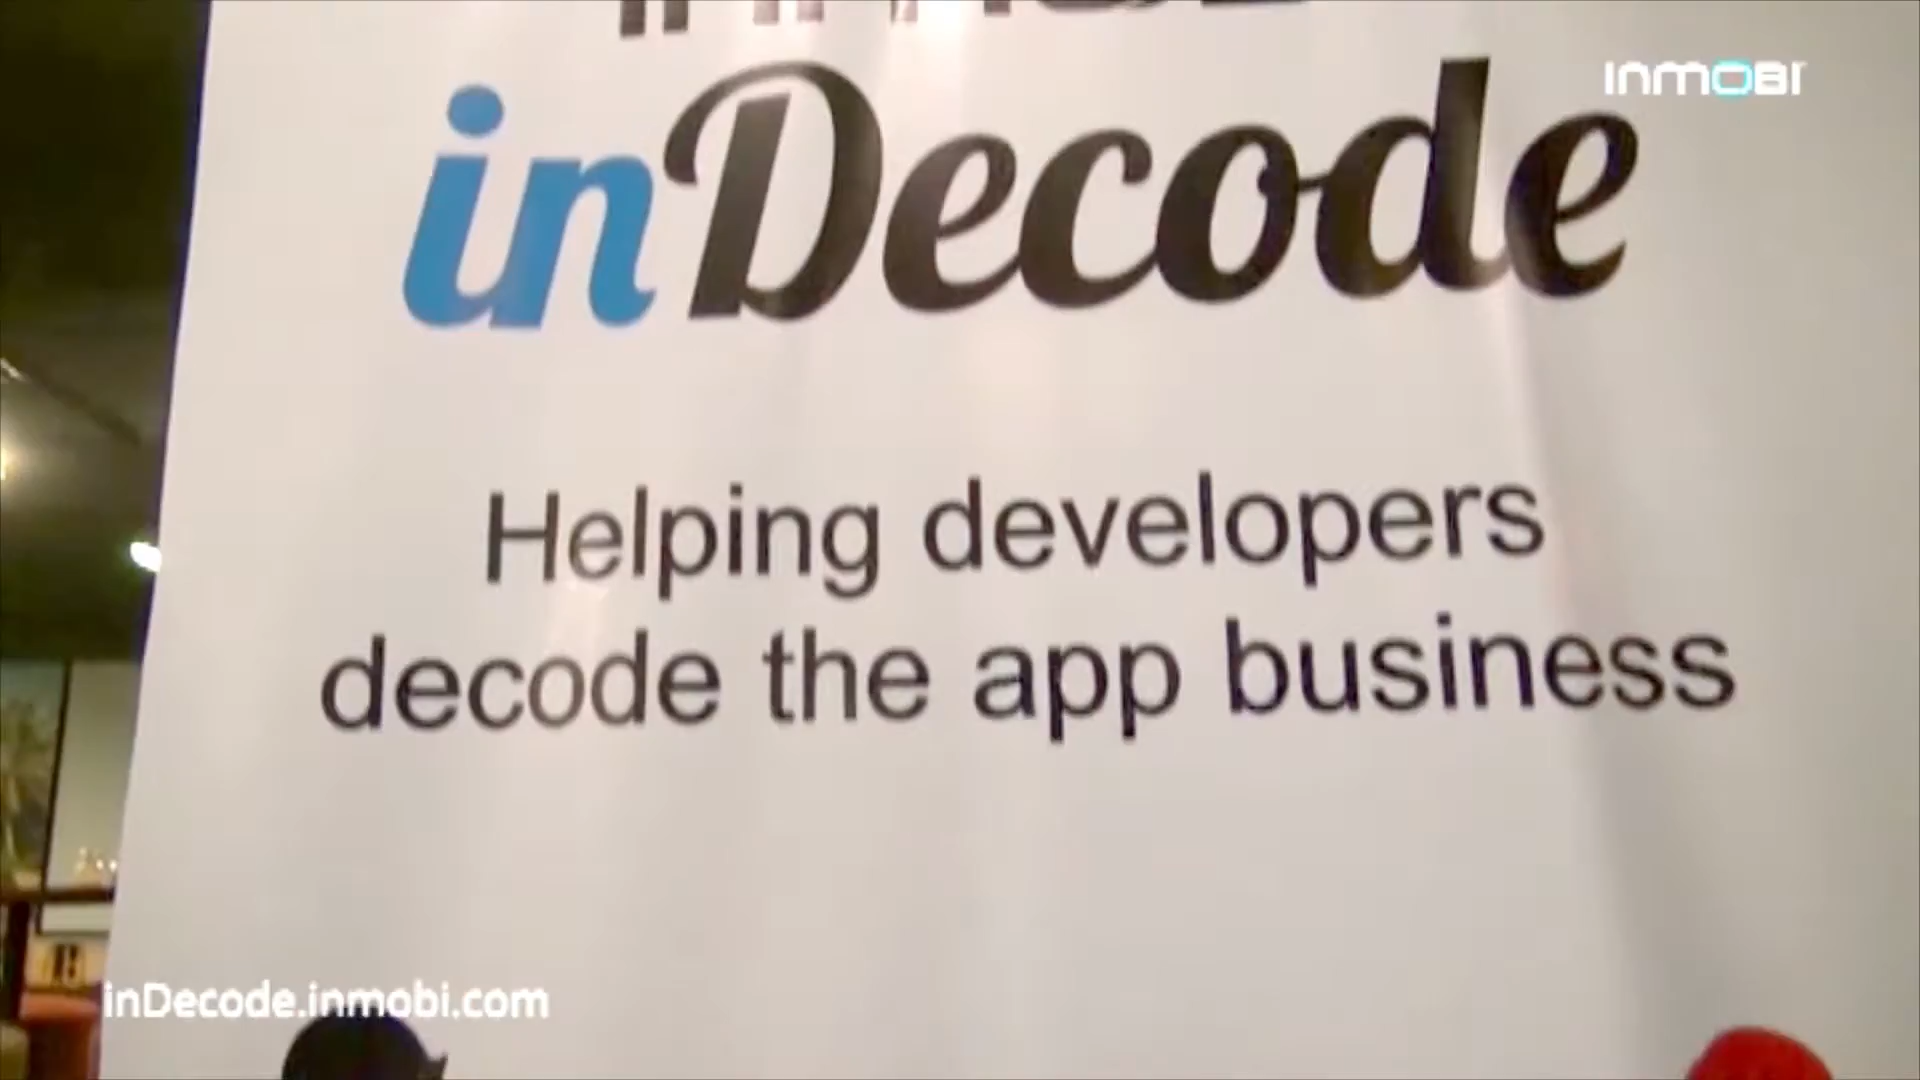 INMOBI
inDecode
Helping developers
decode the app business
inDecode.inmobi.com